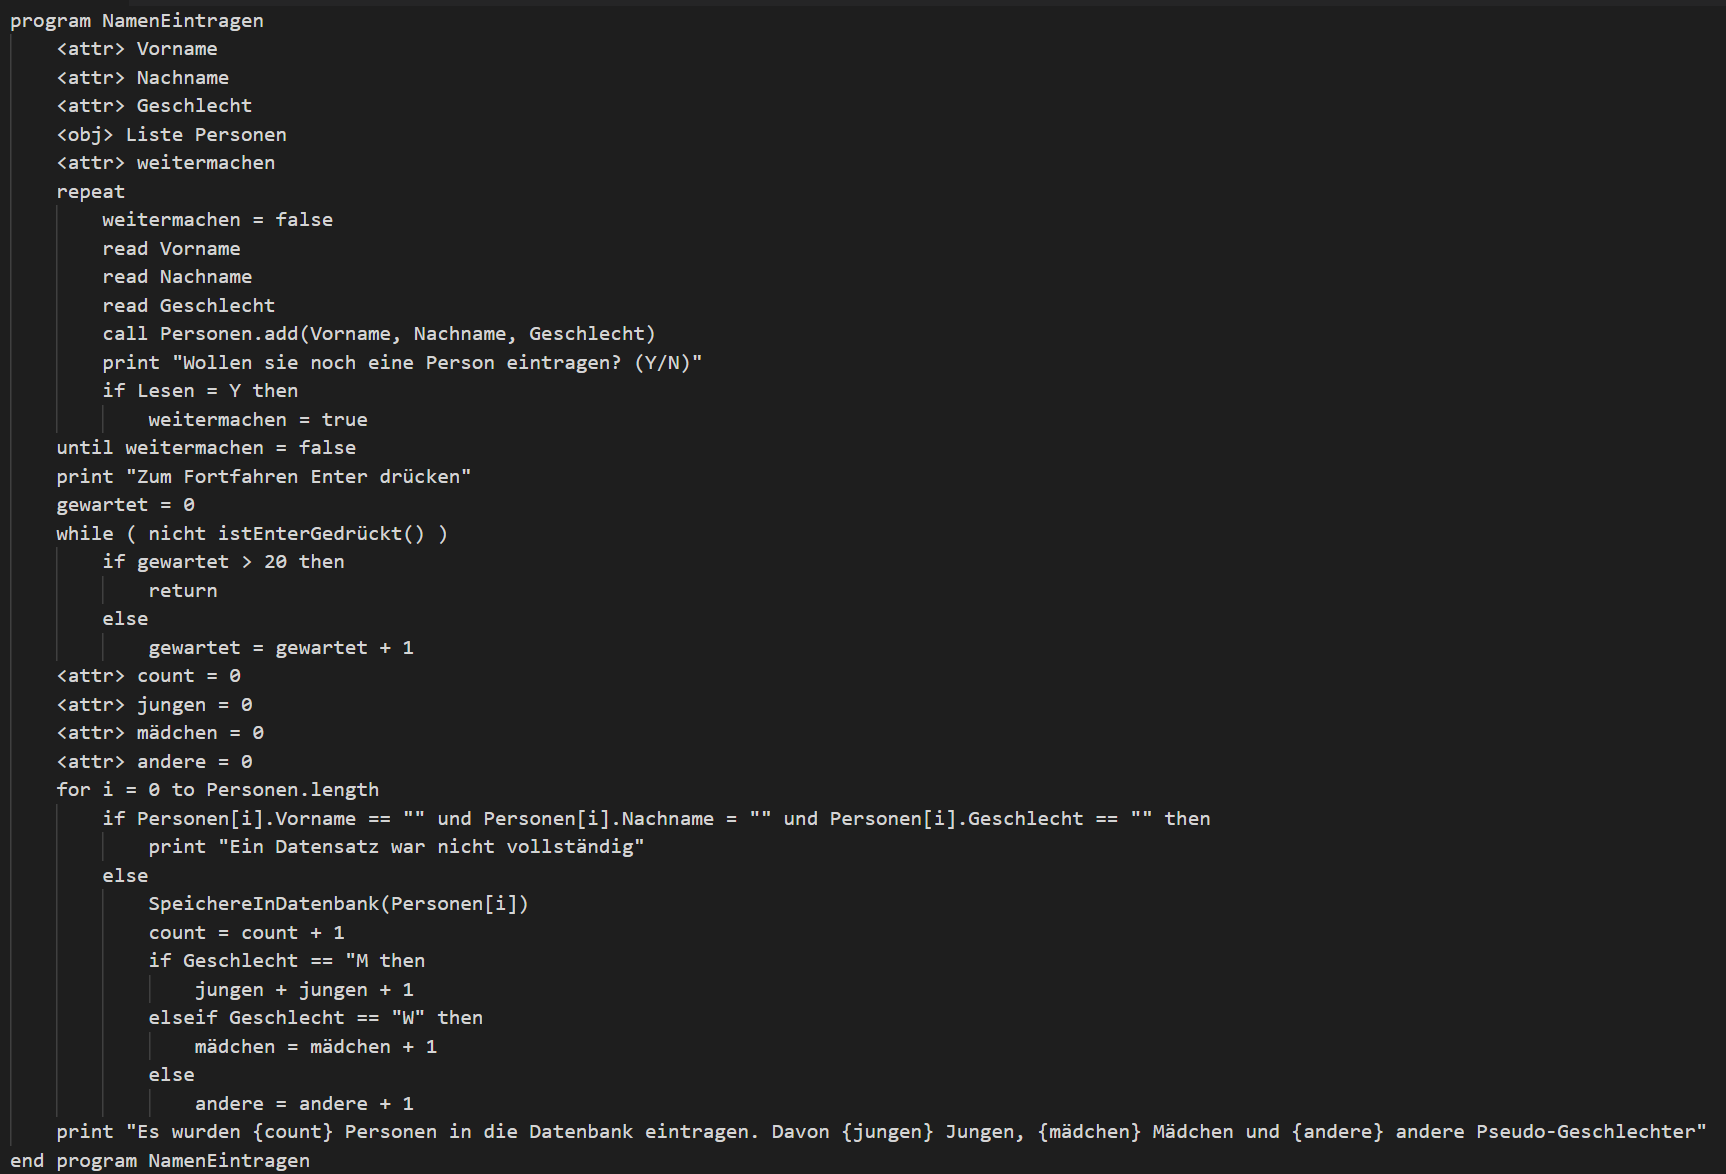 program NamenEintragen
<attr> Vorname
<attr> Nachname
<attr> Geschlecht
<obj> Liste Personen
<attr> weitermachen
repeat
weitermachen = false
read Vorname
read Nachname
read Geschlecht
call Personen.add(Vorname, Nachname, Geschlecht)
print "Wollen sie noch eine Person eintragen? (Y/N)"
if Lesen = Y then
weitermachen = true
until weitermachen = false
print "Zum Fortfahren Enter drücken"
gewartet = 0
while ( nicht istEnterGedrückt() )
if gewartet > 20 then
return
else
gewartet = gewartet + 1
<attr> count = 0
<attr> jungen = 0
<attr> mädchen = 0
<attr> andere = 0
for i = 0 to Personen.length
if Personen[i].Vorname == "" und Personen[i].Nachname = "" und Personen[i].Geschlecht == "" then
print "Ein Datensatz war nicht vollständig"
else
SpeichereInDatenbank(Personen[i])
count = count + 1
if Geschlecht == "M then
jungen + jungen + 1
elseif Geschlecht == "W" then
mädchen = mädchen + 1
else
andere = andere + 1
print "Es wurden {count} Personen in die Datenbank eintragen. Davon {jungen} Jungen, {mädchen} Mädchen und {andere} andere Pseudo-Geschlechter"
end program NamenEintragen